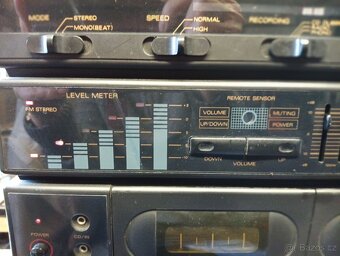 MODE
STEREO
MONO(BEAT)
SPEED
NORMAL
HIGH
RECORDING
LEVEL METER
FM STEREO
REMOTE SENSOR
VOLUME
UP/DOWN
MUTING
POWER
DOWN
VOLUME
UP
POWER
CD/IN
Bazoš.cz